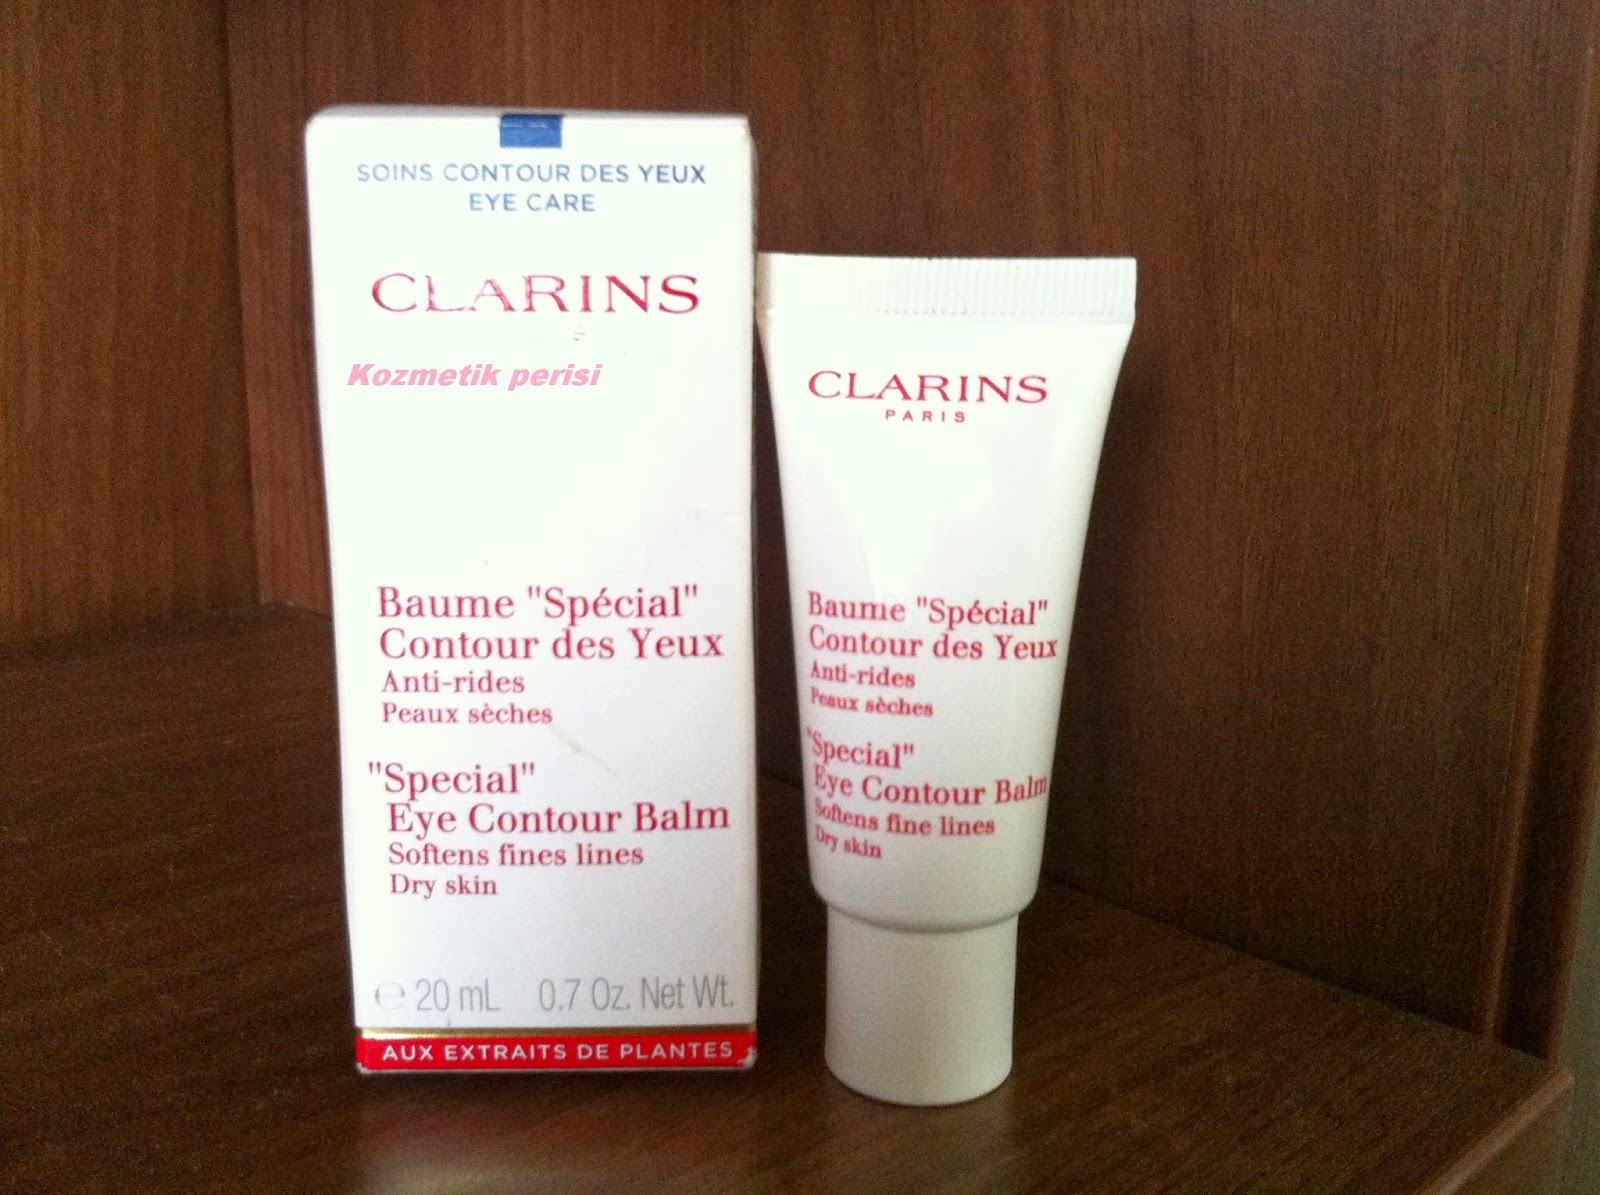 SOINS CONTOUR DES YEUX
EYE CARE
CLARINS
Kozmetik perisi
Baume "Spécial"
Contour des Yeux
Anti-rides
Peaux sèches
"Special"
Eye Contour Balm
Softens fines lines
Dry skin
℮ 20 mL 0.7 Oz. Net Wt.
AUX EXTRAITS DE PLANTES
CLARINS
PARIS
Baume "Spécial"
Contour des Yeux
Anti-rides
Peaux sèches
"Special"
Eye Contour Balm
Softens fine lines
Dry skin